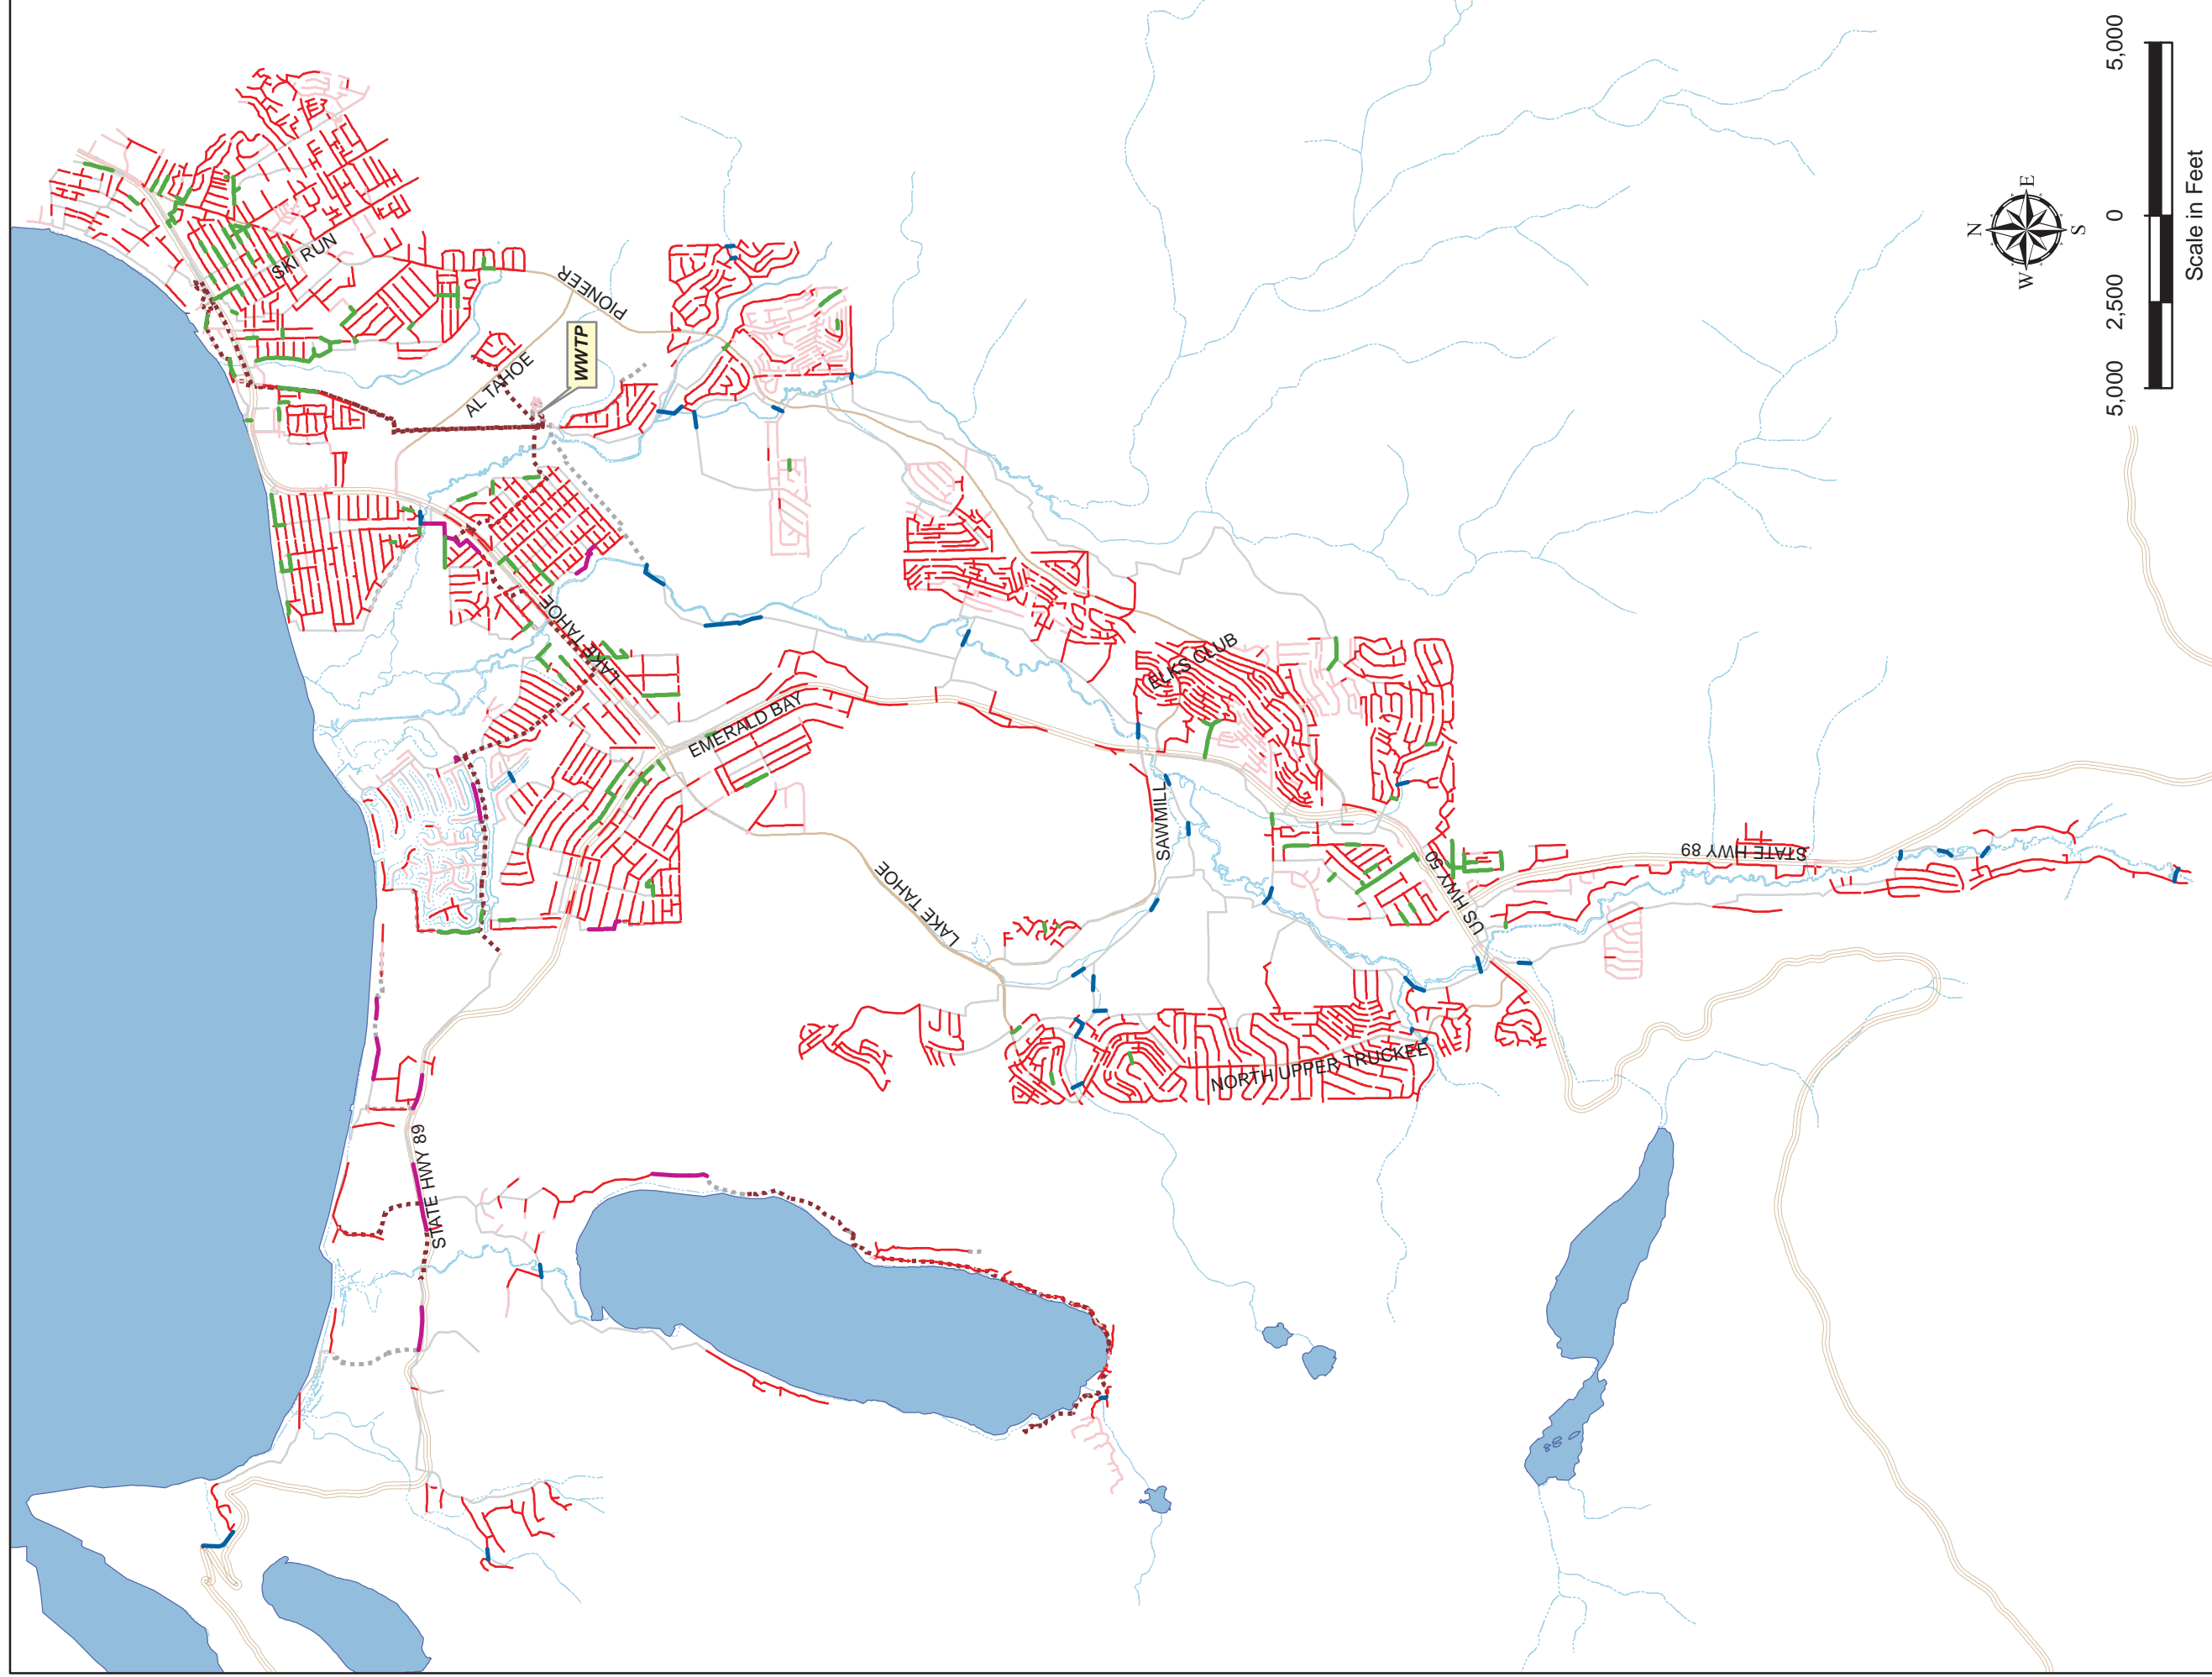 SKI RUN
PIONEER
WWTP
AL TAHOE
LAKE TAHOE
EMERALD BAY
ELKS CLUB
SAWMILL
LAKE TAHOE
US HWY 50
STATE HWY 89
NORTH UPPER TRUCKEE
STATE HWY 89
N
W
E
S
5,000
2,500
0
5,000
Scale in Feet